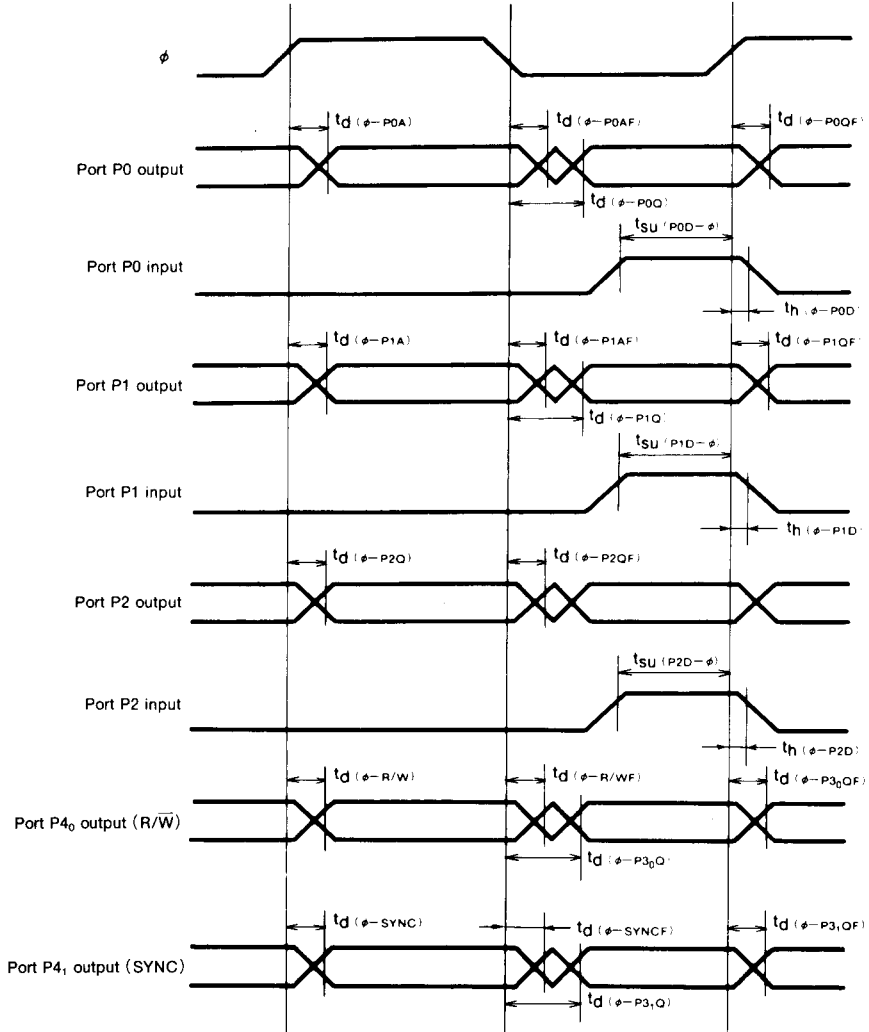 ϕ
td (ϕ−P0A)
td (ϕ−P0AF)
td (ϕ−P0QF)
Port P0 output
td (ϕ−P0Q)
tsu (P0D−ϕ)
Port P0 input
th (ϕ−P0D
td (ϕ−P1A)
td (ϕ−P1AF)
td (ϕ−P1QF)
Port P1 output
td (ϕ−P1Q)
tsu (P1D−ϕ)
Port P1 input
th (ϕ−P1D
td (ϕ−P2Q)
td (ϕ−P2QF)
Port P2 output
tsu (P2D−ϕ)
Port P2 input
th (ϕ−P2D)
td (ϕ−R/W)
td (ϕ−R/WF)
td (ϕ−P3₀QF)
Port P4₀ output (R/W̅)
td (ϕ−P3₀Q)
td (ϕ−SYNC)
td (ϕ−SYNCF)
td (ϕ−P3₁QF)
Port P4₁ output (SYNC)
td (ϕ−P3₁Q)